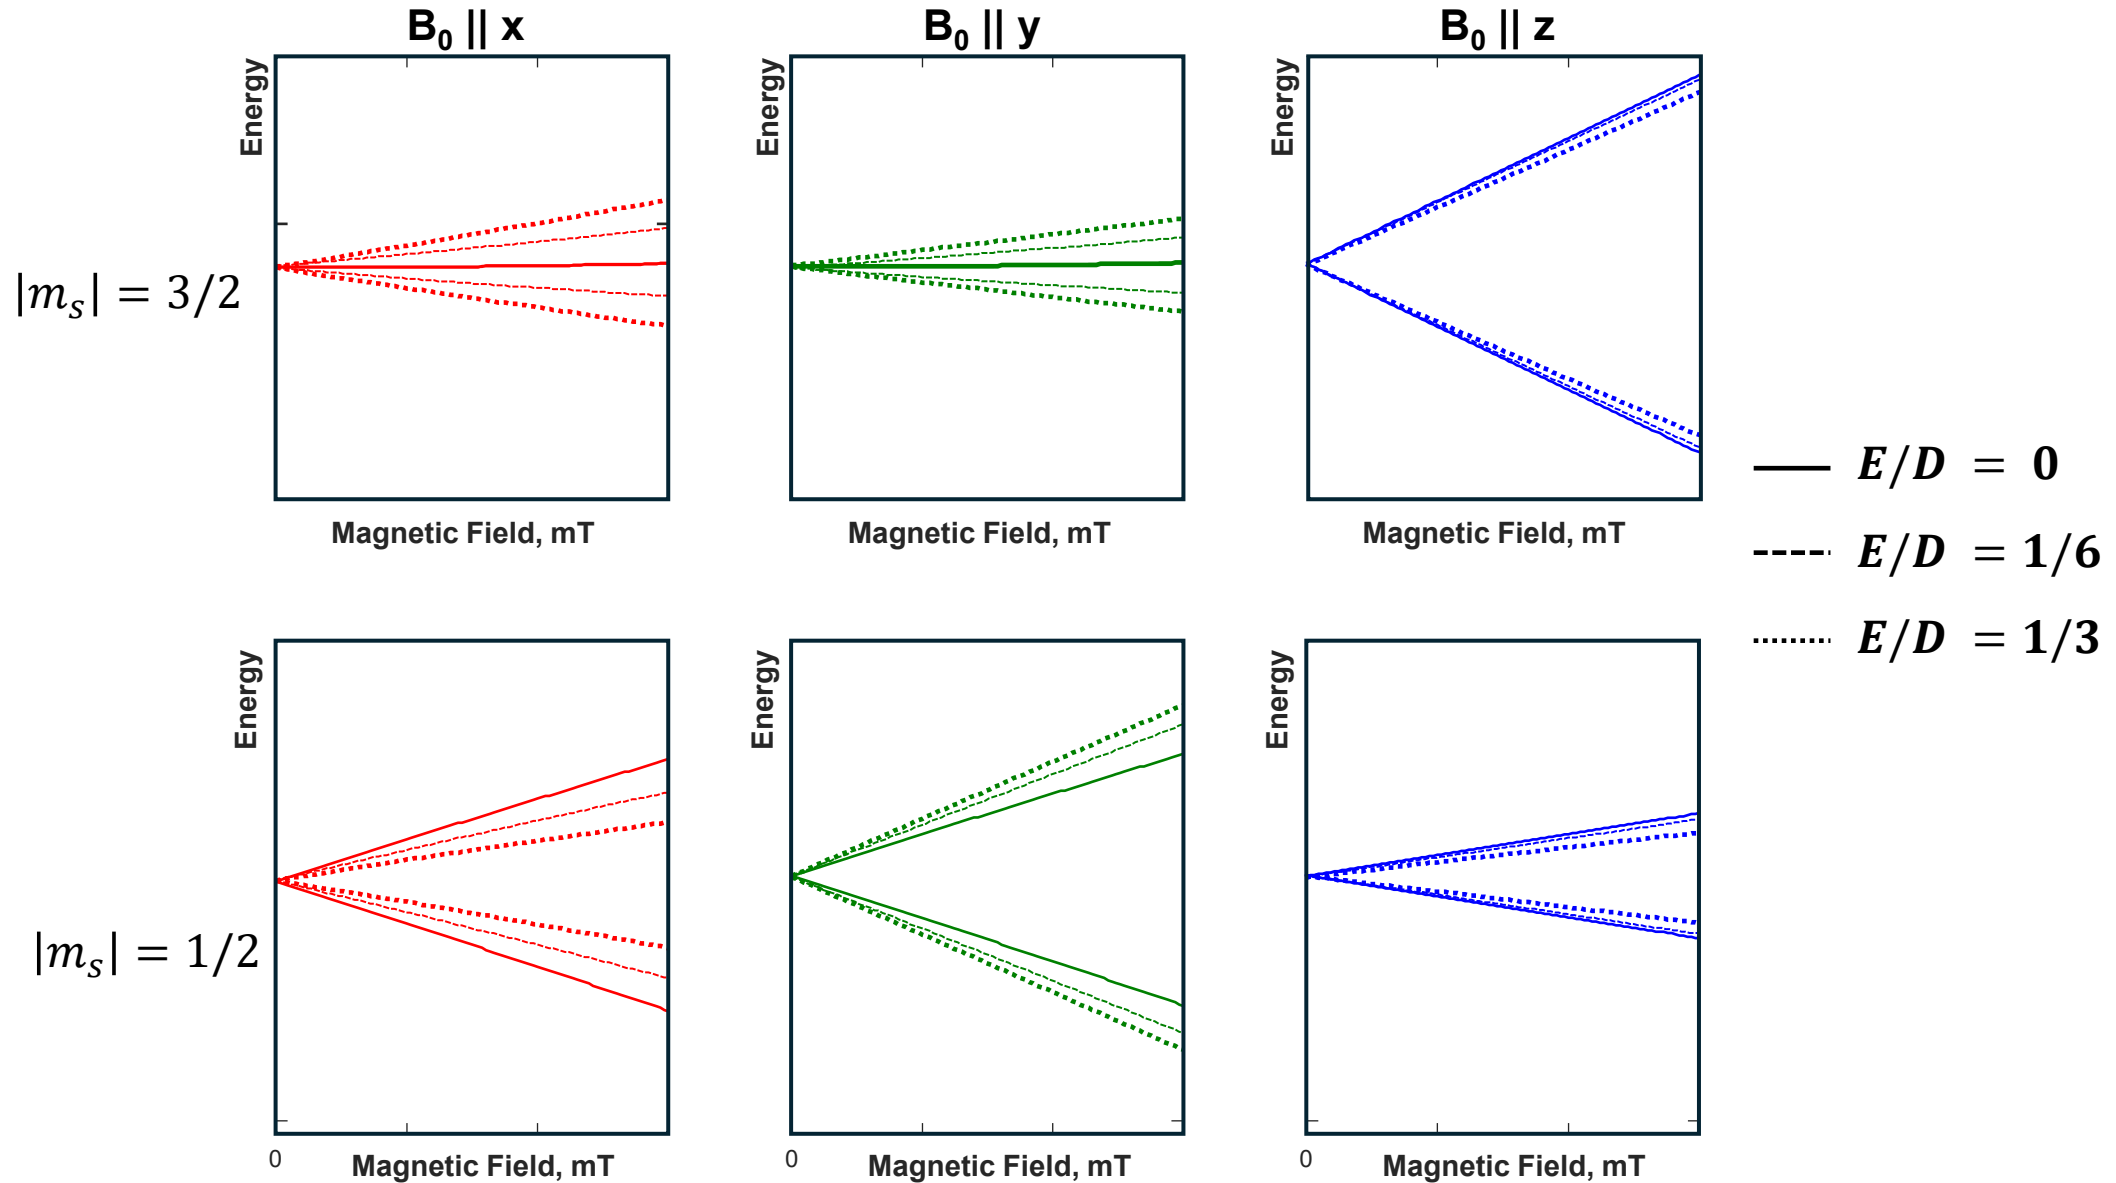 B₀ || x
B₀ || y
B₀ || z
Energy
Energy
Energy
|mₛ| = 3/2
Magnetic Field, mT
Magnetic Field, mT
Magnetic Field, mT
E/D = 0
E/D = 1/6
E/D = 1/3
Energy
Energy
Energy
|mₛ| = 1/2
0
0
0
Magnetic Field, mT
Magnetic Field, mT
Magnetic Field, mT